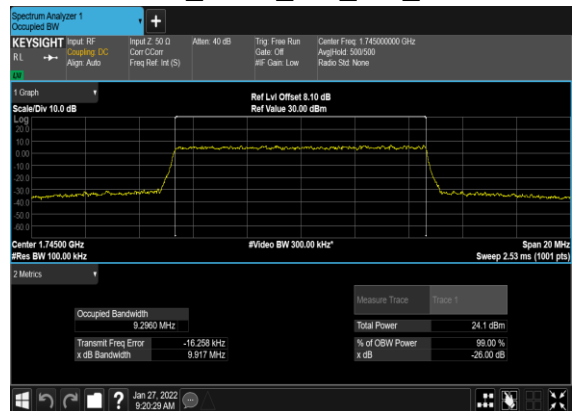 Spectrum Analyzer 1
Occupied BW
KEYSIGHT Input: RF Input Z: 50 Ω Atten: 40 dB Trig: Free Run Center Freq: 1.745000000 GHz
RL Coupling: DC Corr CCorr Gate: Off Avg|Hold: 500/500
Align: Auto Freq Ref: Int (S) #IF Gain: Low Radio Std: None
1 Graph
Ref Lvl Offset 8.10 dB
Scale/Div 10.0 dB Ref Value 30.00 dBm
Log
20.0
10.0
0.00
-10.0
-20.0
-30.0
-40.0
-50.0
-60.0
Center 1.74500 GHz #Video BW 300.00 kHz* Span 20 MHz
#Res BW 100.00 kHz Sweep 2.53 ms (1001 pts)
2 Metrics
Measure Trace Trace 1
Occupied Bandwidth
9.2960 MHz
Total Power 24.1 dBm
Transmit Freq Error -16.258 kHz % of OBW Power 99.00 %
x dB Bandwidth 9.917 MHz x dB -26.00 dB
? Jan 27, 2022
9:20:29 AM